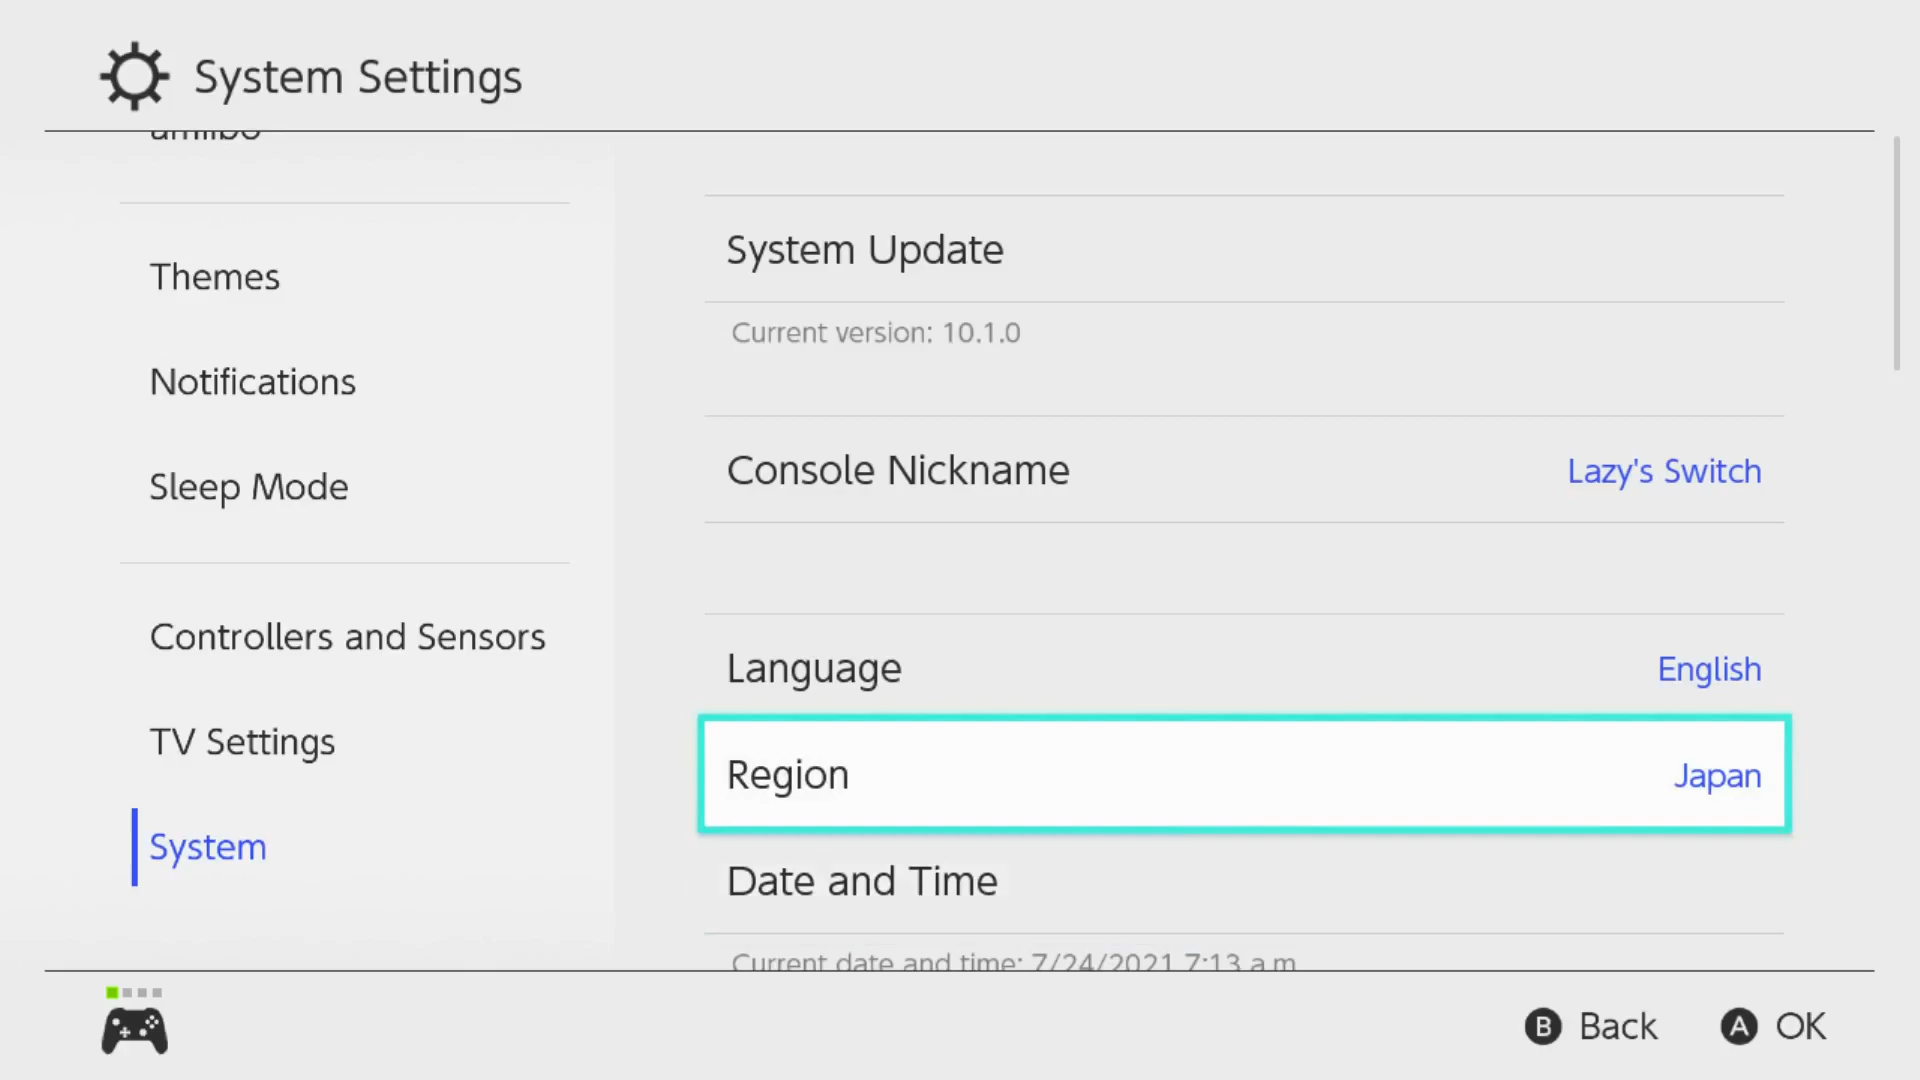 System Settings
amiibo
Themes
Notifications
Sleep Mode
Controllers and Sensors
TV Settings
System
System Update
Current version: 10.1.0
Console Nickname
Lazy's Switch
Language
English
Region
Japan
Date and Time
Current date and time: 7/24/2021 7:13 a.m.
B Back
A OK